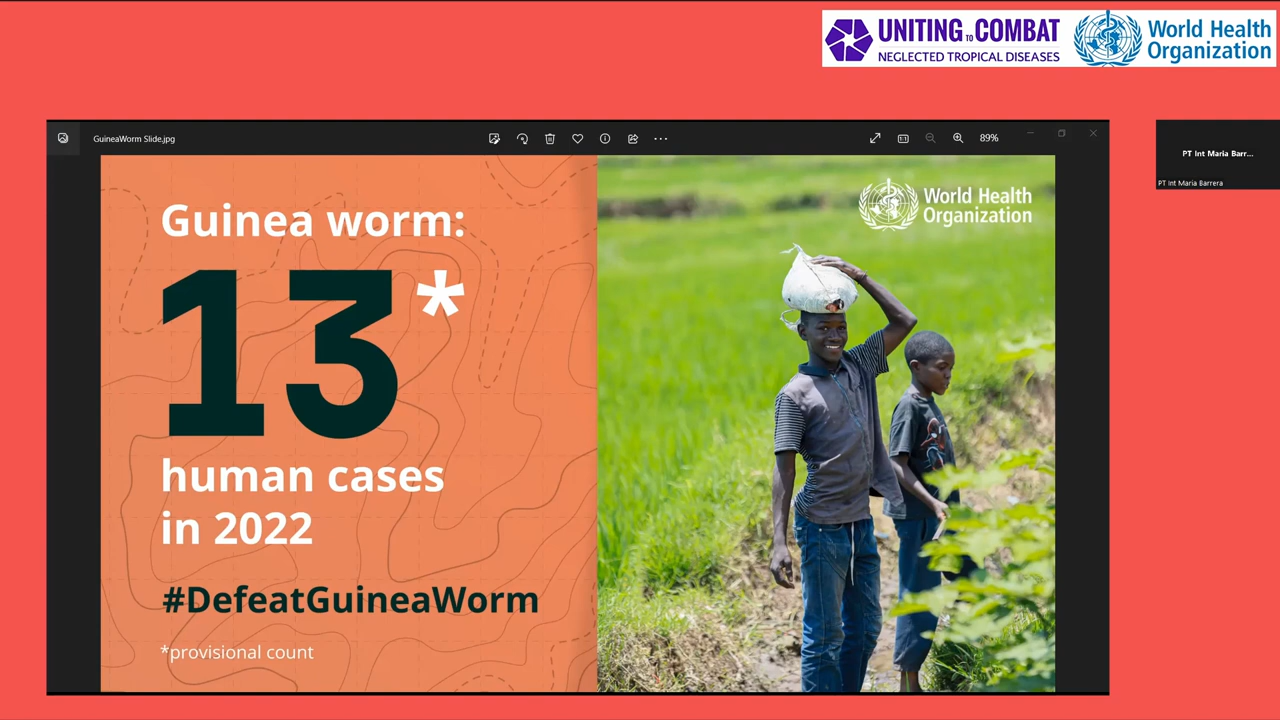 UNITING TO COMBAT
NEGLECTED TROPICAL DISEASES
World Health
Organization
GuineaWorm Slide.jpg
89%
PT Int Maria Barr...
PT Int Maria Barrera
Guinea worm:
13*
human cases
in 2022
#DefeatGuineaWorm
*provisional count
World Health
Organization